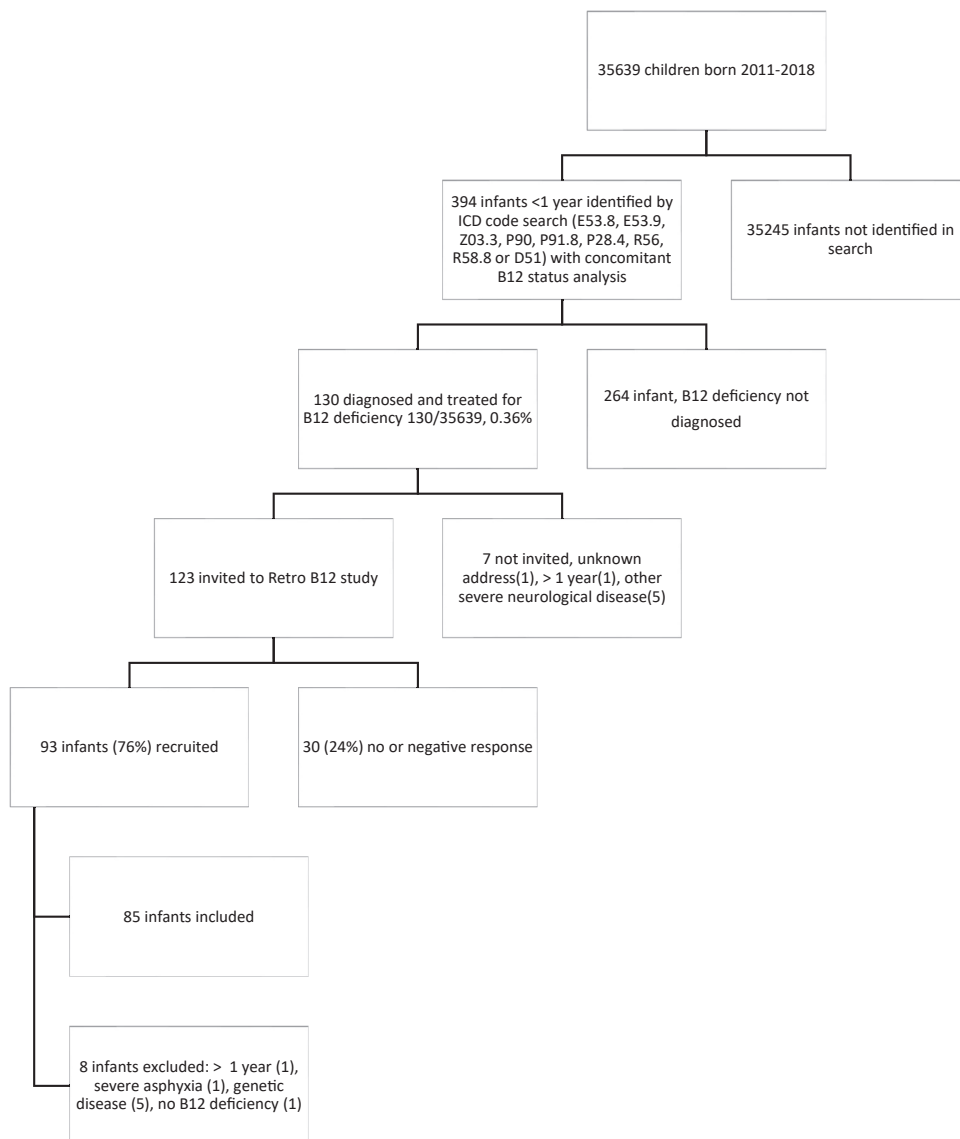 35639 children born 2011-2018
394 infants <1 year identified by
ICD code search (E53.8, E53.9,
Z03.3, P90, P91.8, P28.4, R56,
R58.8 or D51) with concomitant
B12 status analysis
35245 infants not identified in
search
130 diagnosed and treated for
B12 deficiency 130/35639, 0.36%
264 infant, B12 deficiency not
diagnosed
123 invited to Retro B12 study
7 not invited, unknown
address(1), > 1 year(1), other
severe neurological disease(5)
93 infants (76%) recruited
30 (24%) no or negative response
85 infants included
8 infants excluded: > 1 year (1),
severe asphyxia (1), genetic
disease (5), no B12 deficiency (1)